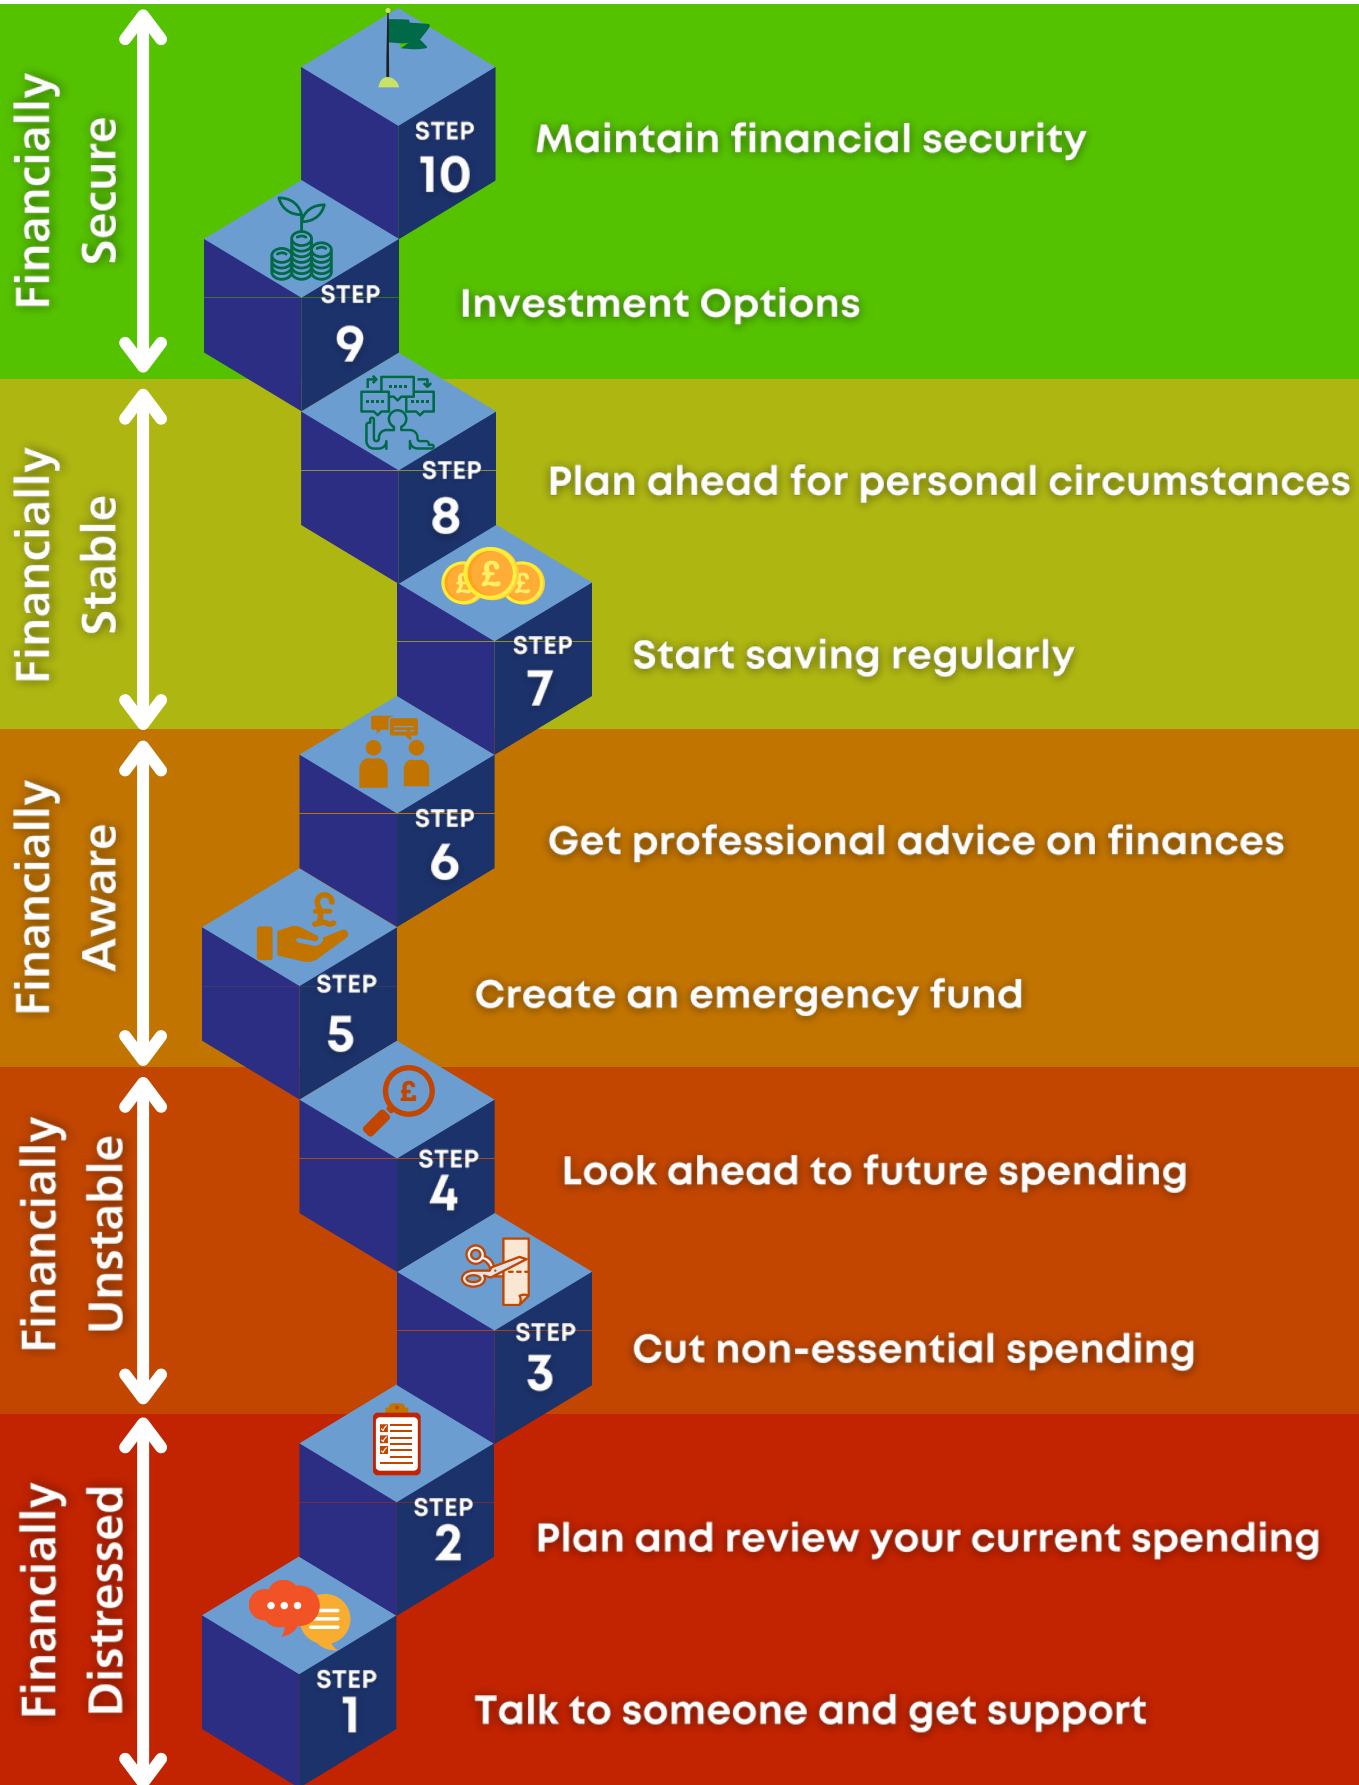 Financially
Secure
STEP
10
Maintain financial security
STEP
9
Investment Options
Financially
Stable
STEP
8
Plan ahead for personal circumstances
£ £ £
STEP
7
Start saving regularly
Financially
Aware
STEP
6
Get professional advice on finances
£
STEP
5
Create an emergency fund
Financially
Unstable
£
STEP
4
Look ahead to future spending
STEP
3
Cut non-essential spending
Financially
Distressed
STEP
2
Plan and review your current spending
STEP
1
Talk to someone and get support